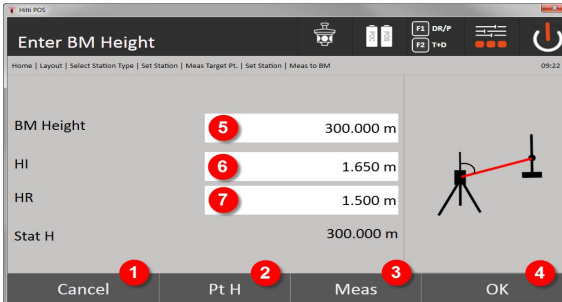 Hilti POS
Enter BM Height
POC
POS
F1 DR/P
F2 T+D
Home | Layout | Select Station Type | Set Station | Meas Target Pt. | Set Station | Meas to BM
09:22
BM Height 5 300.000 m
HI 6 1.650 m
HR 7 1.500 m
Stat H 300.000 m
1 2 3 4
Cancel Pt H Meas OK